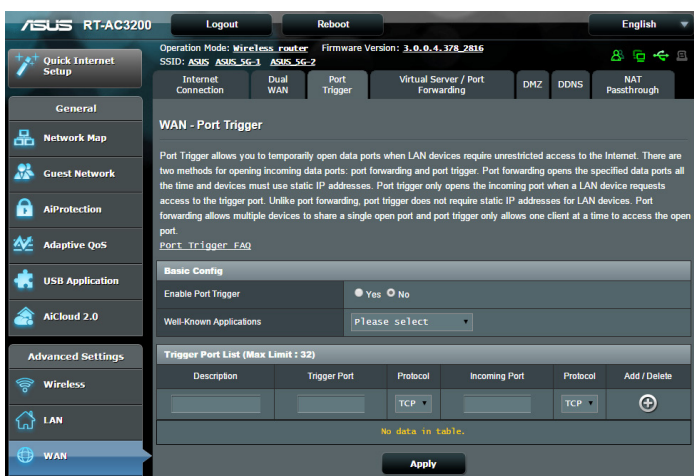 ASUS RT-AC3200
Logout
Reboot
English
Quick Internet
Setup
Operation Mode: Wireless router Firmware Version: 3.0.0.4.378_2816
SSID: ASUS ASUS_5G-1 ASUS_5G-2
Internet
Connection
Dual
WAN
Port
Trigger
Virtual Server / Port
Forwarding
DMZ
DDNS
NAT
Passthrough
General
Network Map
Guest Network
AiProtection
Adaptive QoS
USB Application
AiCloud 2.0
Advanced Settings
Wireless
LAN
WAN
WAN - Port Trigger
Port Trigger allows you to temporarily open data ports when LAN devices require unrestricted access to the Internet. There are
two methods for opening incoming data ports: port forwarding and port trigger. Port forwarding opens the specified data ports all
the time and devices must use static IP addresses. Port trigger only opens the incoming port when a LAN device requests
access to the trigger port. Unlike port forwarding, port trigger does not require static IP addresses for LAN devices. Port
forwarding allows multiple devices to share a single open port and port trigger only allows one client at a time to access the open
port.
Port Trigger FAQ
Basic Config
Enable Port Trigger Yes No
Well-Known Applications Please select
Trigger Port List (Max Limit : 32)
Description Trigger Port Protocol Incoming Port Protocol Add / Delete
TCP TCP
No data in table.
Apply